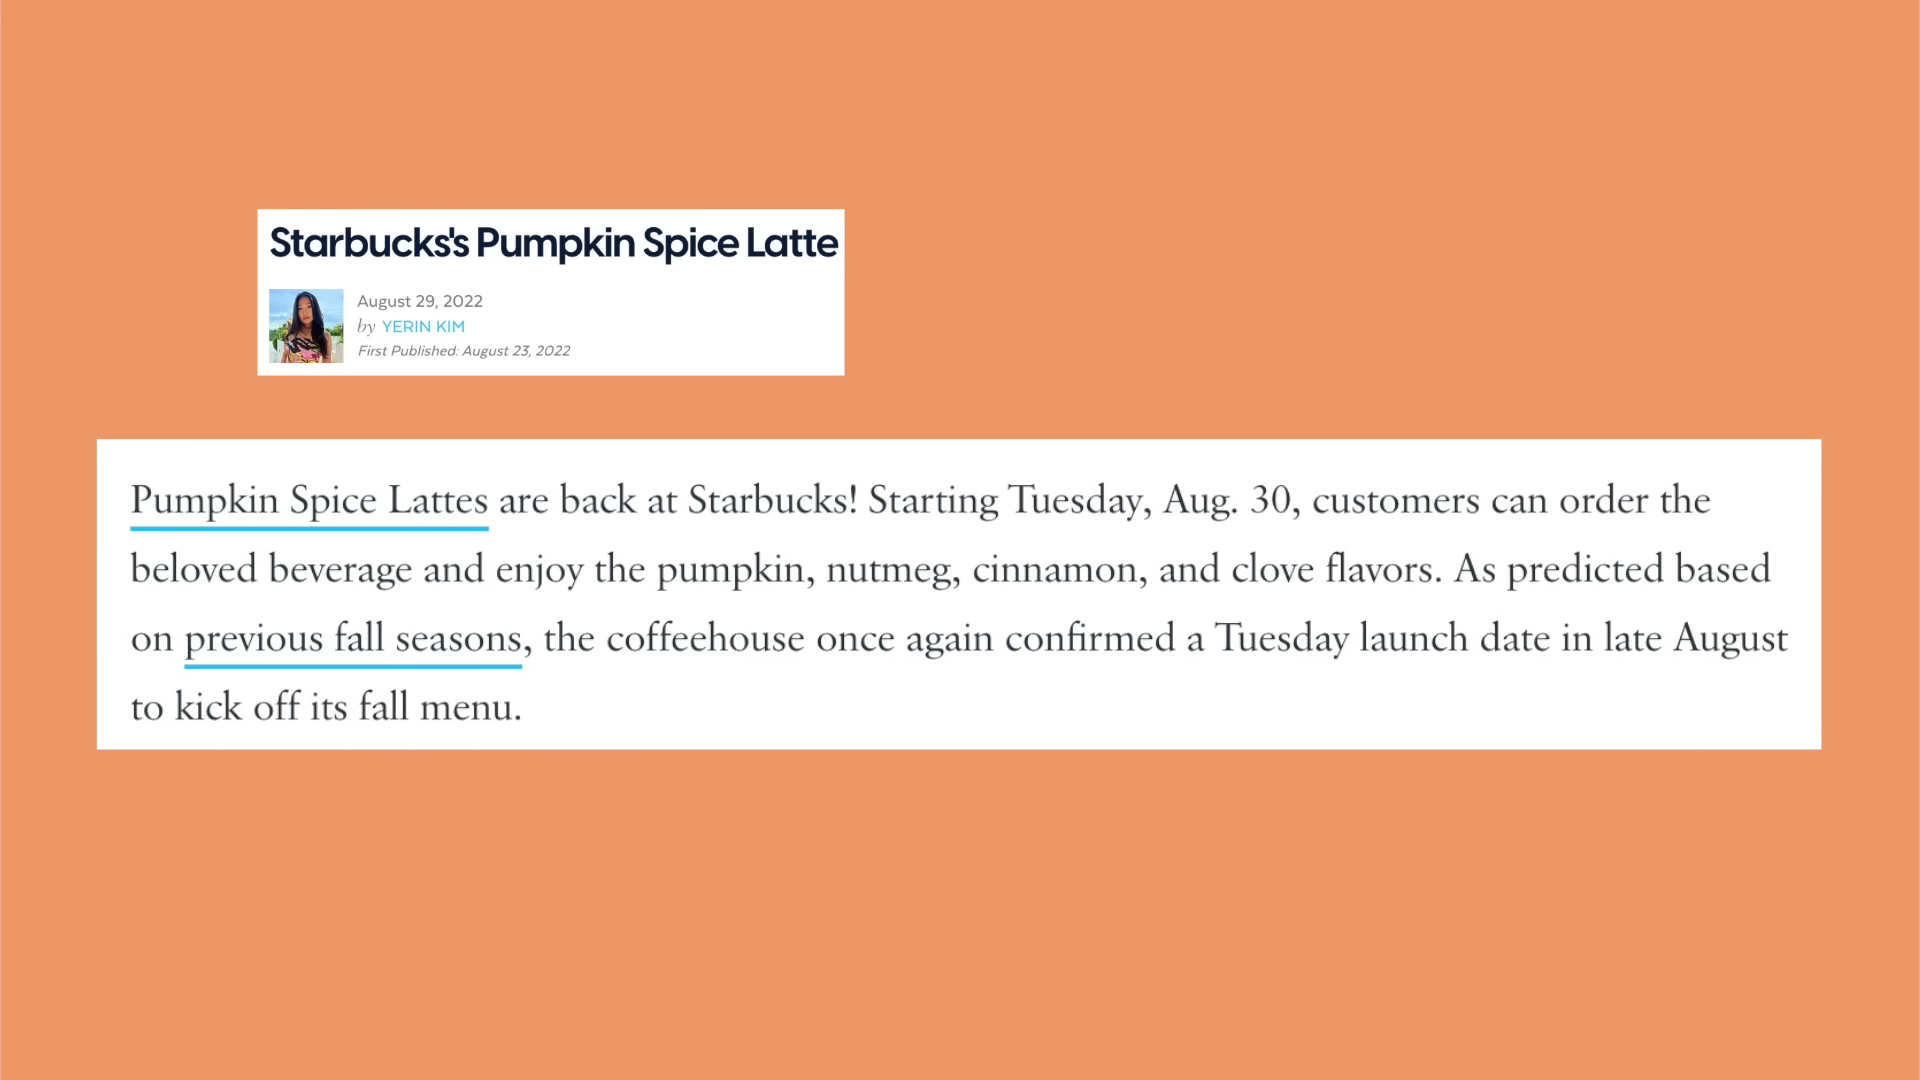 Starbucks's Pumpkin Spice Latte
August 29, 2022
by YERIN KIM
First Published: August 23, 2022
Pumpkin Spice Lattes are back at Starbucks! Starting Tuesday, Aug. 30, customers can order the
beloved beverage and enjoy the pumpkin, nutmeg, cinnamon, and clove flavors. As predicted based
on previous fall seasons, the coffeehouse once again confirmed a Tuesday launch date in late August
to kick off its fall menu.